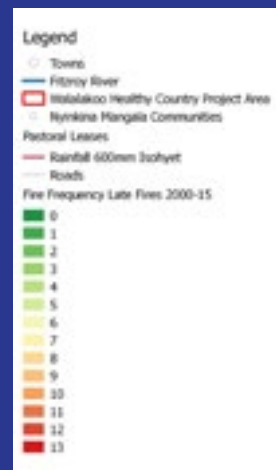 Legend
Towns
Fitzroy River
Walalakoo Healthy Country Project Area
Nyikina Mangala Communities
Pastoral Leases
Rainfall 600mm Isohyet
Roads
Fire Frequency Late Fires 2000-15
0
1
2
3
4
5
6
7
8
9
10
11
12
13